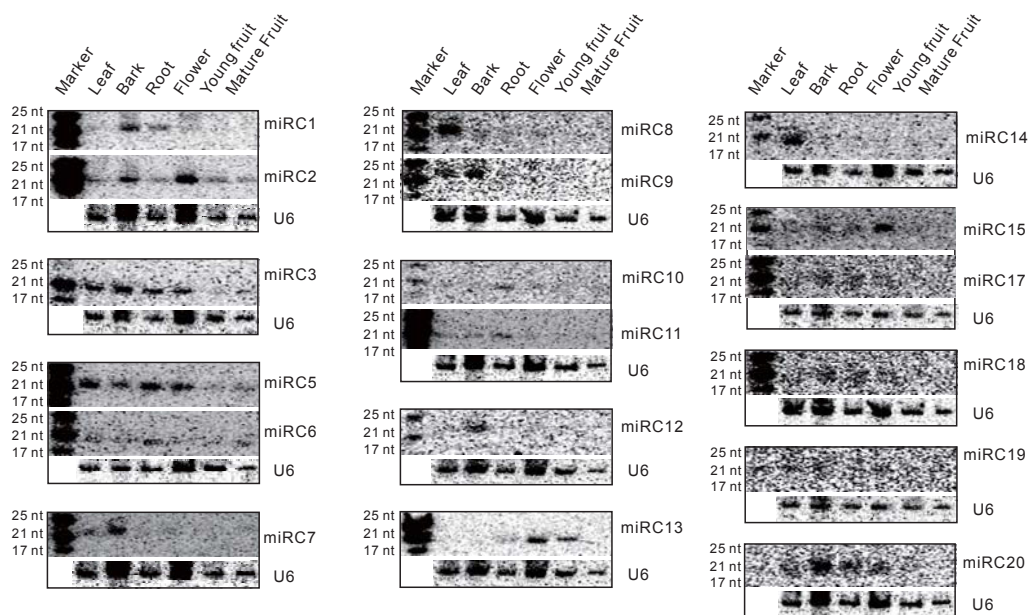 Marker Leaf Bark Root Flower Young fruit Mature Fruit
25 nt
21 nt
17 nt
miRC1
25 nt
21 nt
17 nt
miRC2
U6
25 nt
21 nt
17 nt
miRC3
U6
25 nt
21 nt
17 nt
miRC5
25 nt
21 nt
17 nt
miRC6
U6
25 nt
21 nt
17 nt
miRC7
U6
Marker Leaf Bark Root Flower Young fruit Mature Fruit
25 nt
21 nt
17 nt
miRC8
25 nt
21 nt
17 nt
miRC9
U6
25 nt
21 nt
17 nt
miRC10
25 nt
21 nt
17 nt
miRC11
U6
25 nt
21 nt
17 nt
miRC12
U6
25 nt
21 nt
17 nt
miRC13
U6
Marker Leaf Bark Root Flower Young fruit Mature Fruit
25 nt
21 nt
17 nt
miRC14
U6
25 nt
21 nt
17 nt
miRC15
25 nt
21 nt
17 nt
miRC17
U6
25 nt
21 nt
17 nt
miRC18
U6
25 nt
21 nt
17 nt
miRC19
U6
25 nt
21 nt
17 nt
miRC20
U6